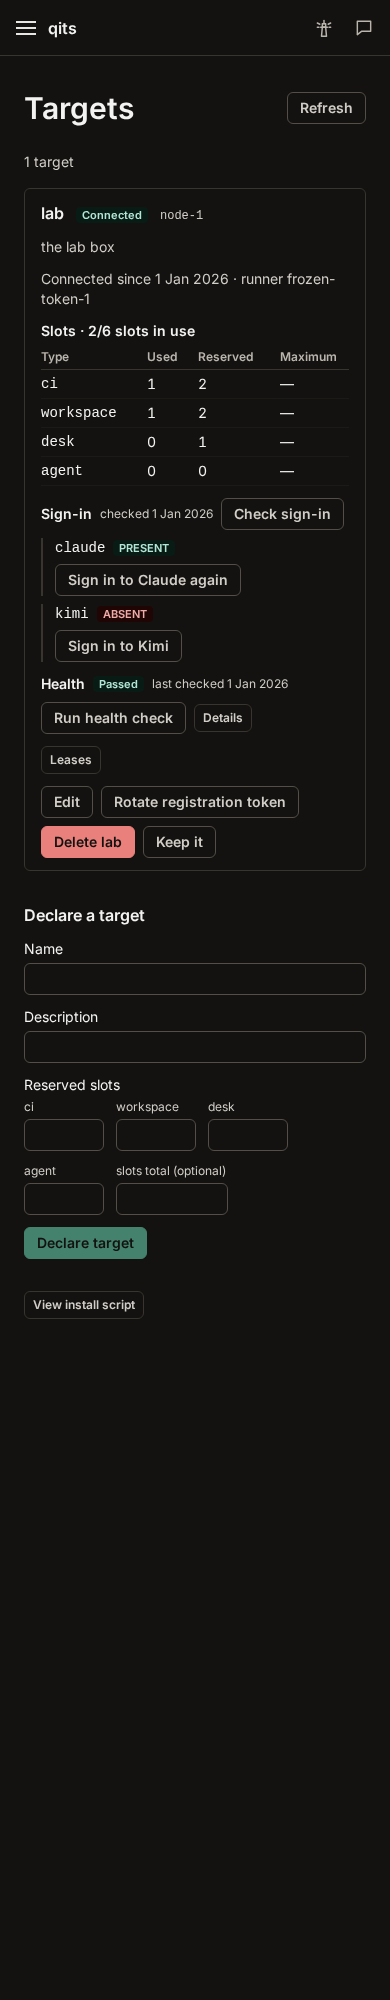 qits
Targets
Refresh
1 target
lab Connected node-1
the lab box
Connected since 1 Jan 2026 · runner frozen-
token-1
Slots · 2/6 slots in use
Type Used Reserved Maximum
ci 1 2 —
workspace 1 2 —
desk 0 1 —
agent 0 0 —
Sign-in checked 1 Jan 2026 Check sign-in
claude PRESENT
Sign in to Claude again
kimi ABSENT
Sign in to Kimi
Health Passed last checked 1 Jan 2026
Run health check Details
Leases
Edit Rotate registration token
Delete lab Keep it
Declare a target
Name
Description
Reserved slots
ci workspace desk
agent slots total (optional)
Declare target
View install script